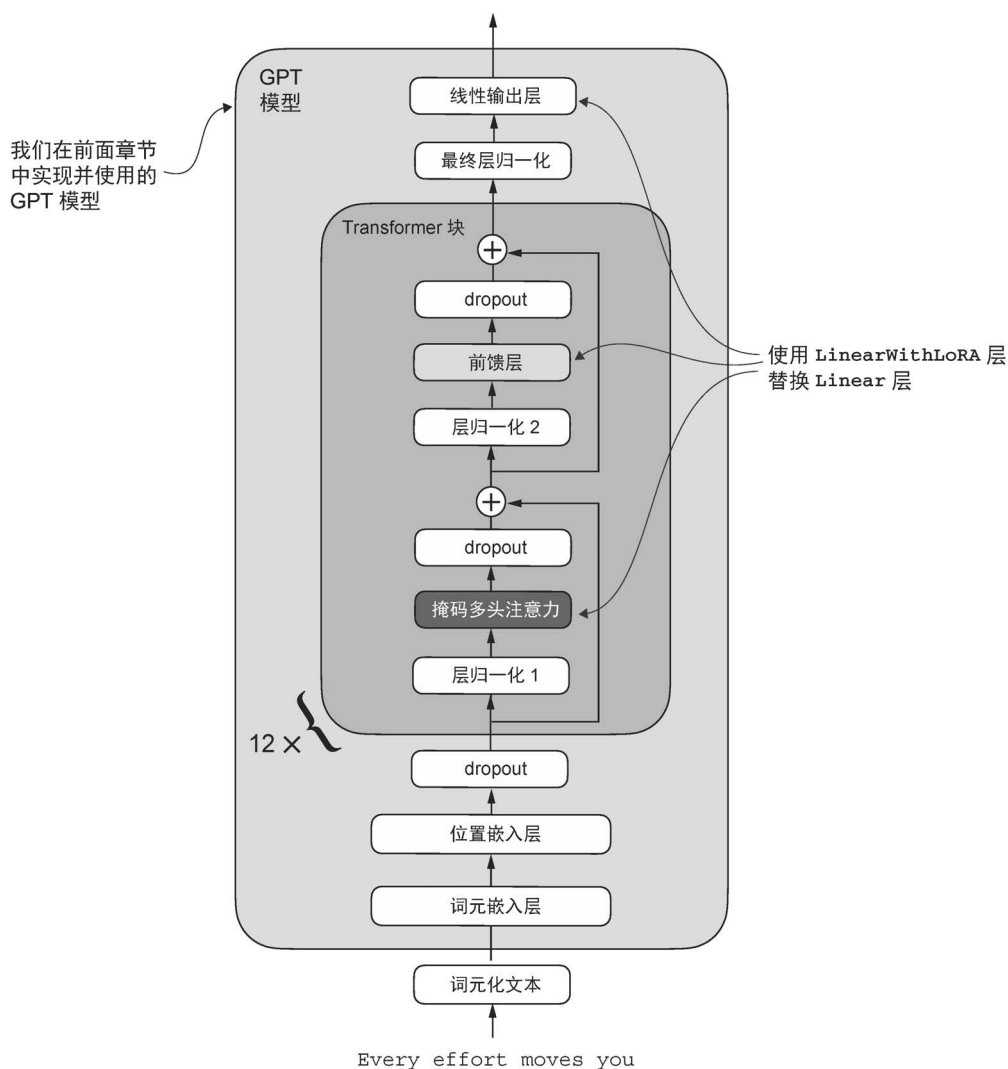 GPT
模型
线性输出层
我们在前面章节
中实现并使用的
GPT 模型
最终层归一化
Transformer 块
+
dropout
前馈层
使用 LinearWithLoRA 层
替换 Linear 层
层归一化 2
+
dropout
掩码多头注意力
层归一化 1
12 ×
dropout
位置嵌入层
词元嵌入层
词元化文本
Every effort moves you